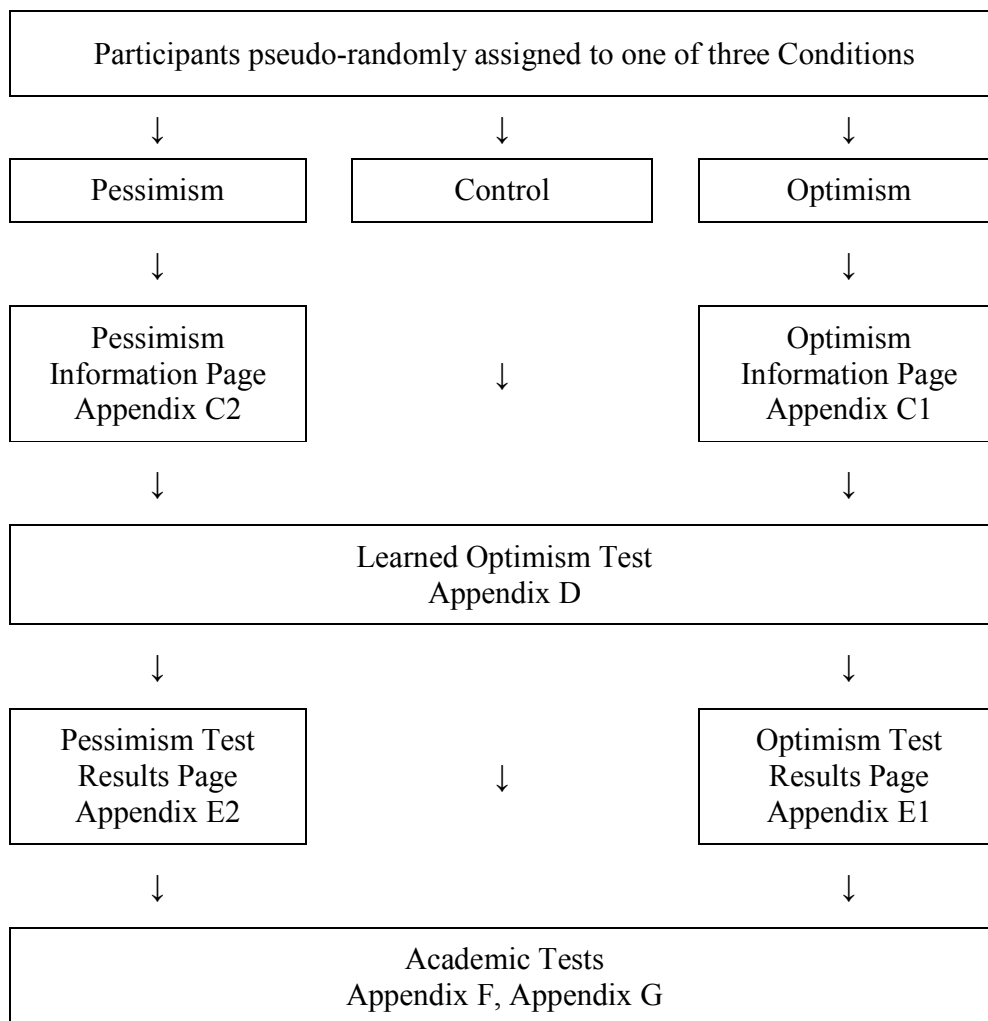 Participants pseudo-randomly assigned to one of three Conditions
↓ ↓ ↓
Pessimism
Control
Optimism
↓ ↓
Pessimism
Information Page
Appendix C2
↓
Optimism
Information Page
Appendix C1
↓ ↓
Learned Optimism Test
Appendix D
↓ ↓
Pessimism Test
Results Page
Appendix E2
↓
Optimism Test
Results Page
Appendix E1
↓ ↓
Academic Tests
Appendix F, Appendix G